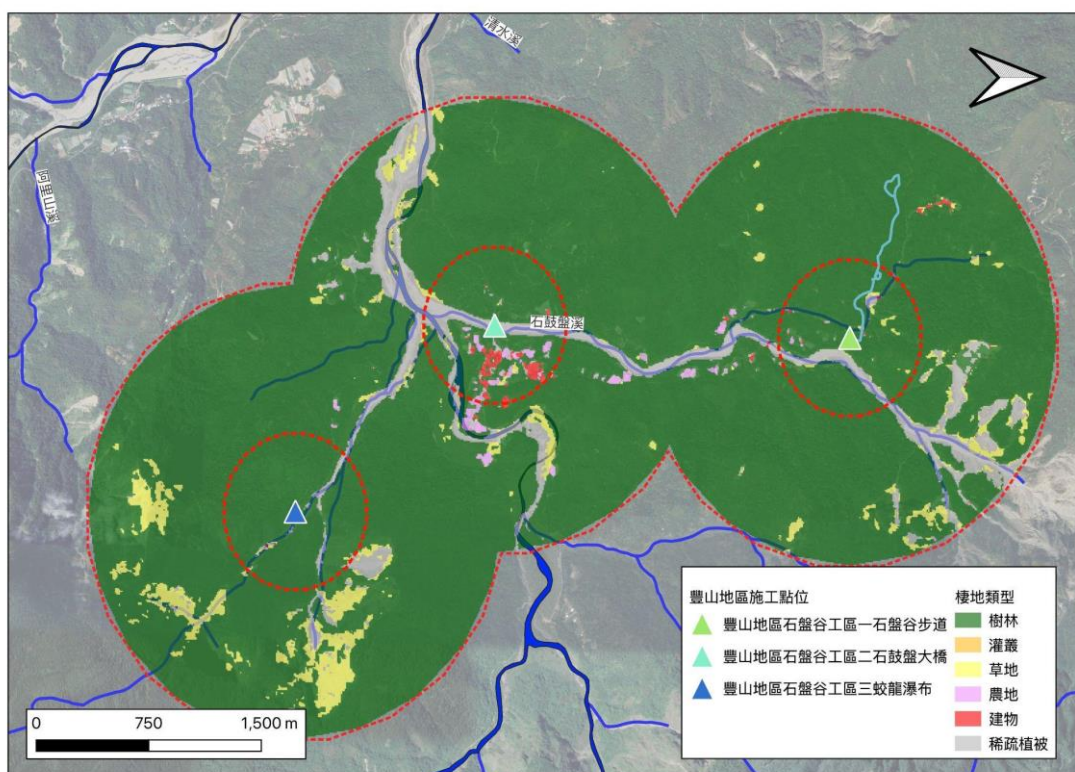 清水溪
阿里山溪
石鼓盤溪
豐山地區施工點位
豐山地區石盤谷工區一石盤谷步道
豐山地區石盤谷工區二石鼓盤大橋
豐山地區石盤谷工區三蛟龍瀑布
棲地類型
樹林
灌叢
草地
農地
建物
稀疏植被
0 750 1,500 m